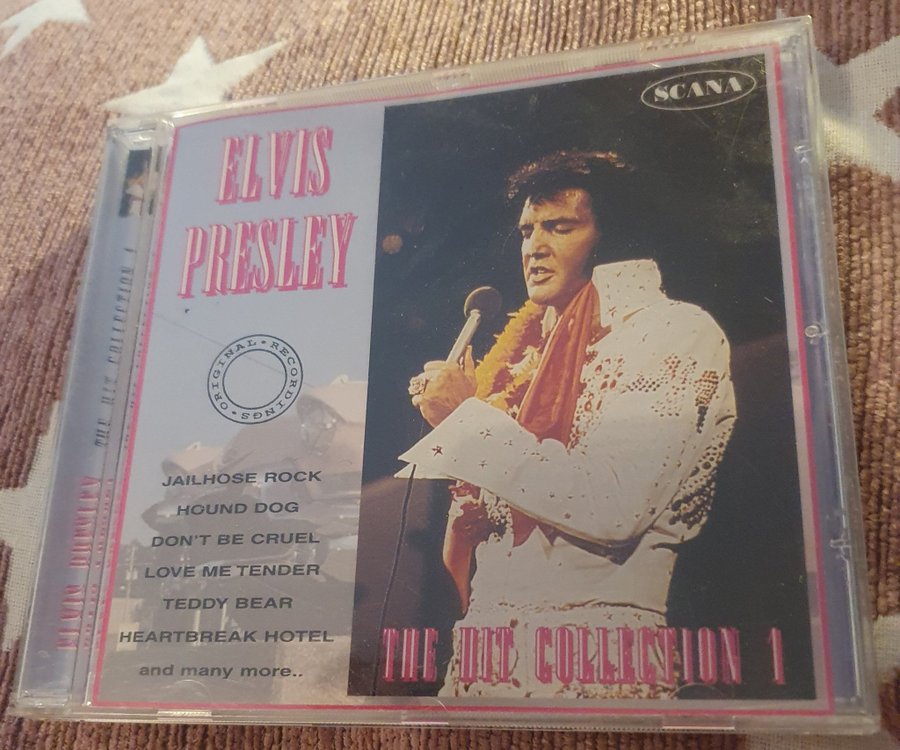 SCANA
ELVIS
PRESLEY
ORIGINAL • RECORDINGS •
JAILHOSE ROCK
HOUND DOG
DON'T BE CRUEL
LOVE ME TENDER
TEDDY BEAR
HEARTBREAK HOTEL
and many more..
THE HIT COLLECTION 1
ELVIS PRESLEY THE HIT COLLECTION 1